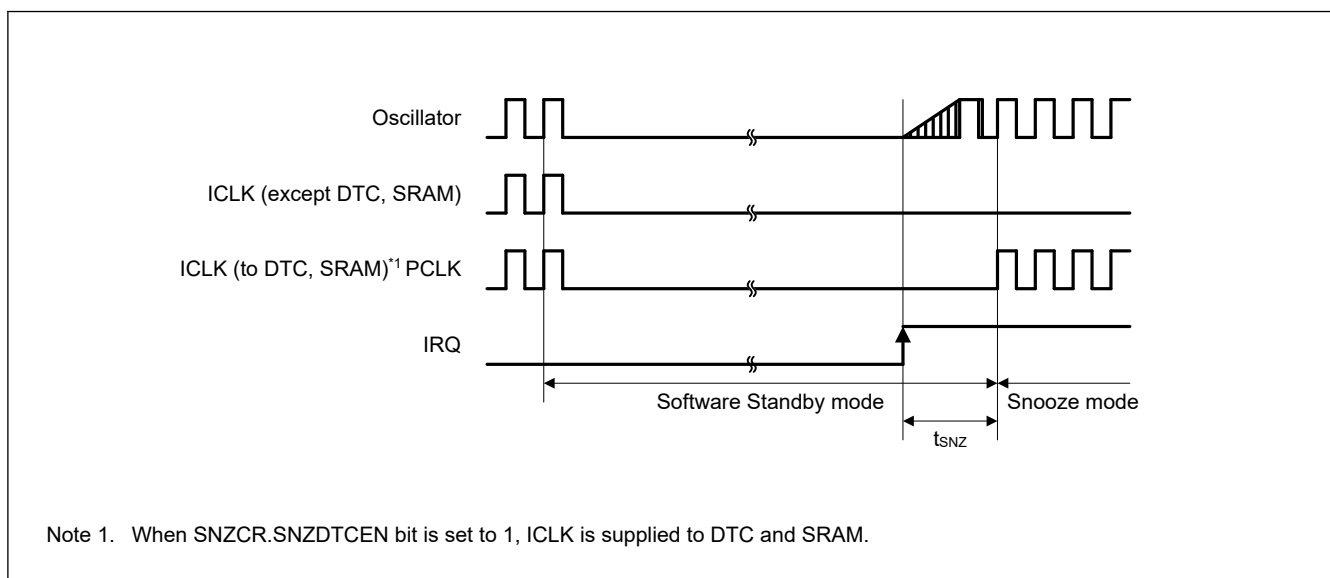 Oscillator
ICLK (except DTC, SRAM)
ICLK (to DTC, SRAM)*1 PCLK
IRQ
Software Standby mode
Snooze mode
tSNZ
Note 1. When SNZCR.SNZDTCEN bit is set to 1, ICLK is supplied to DTC and SRAM.